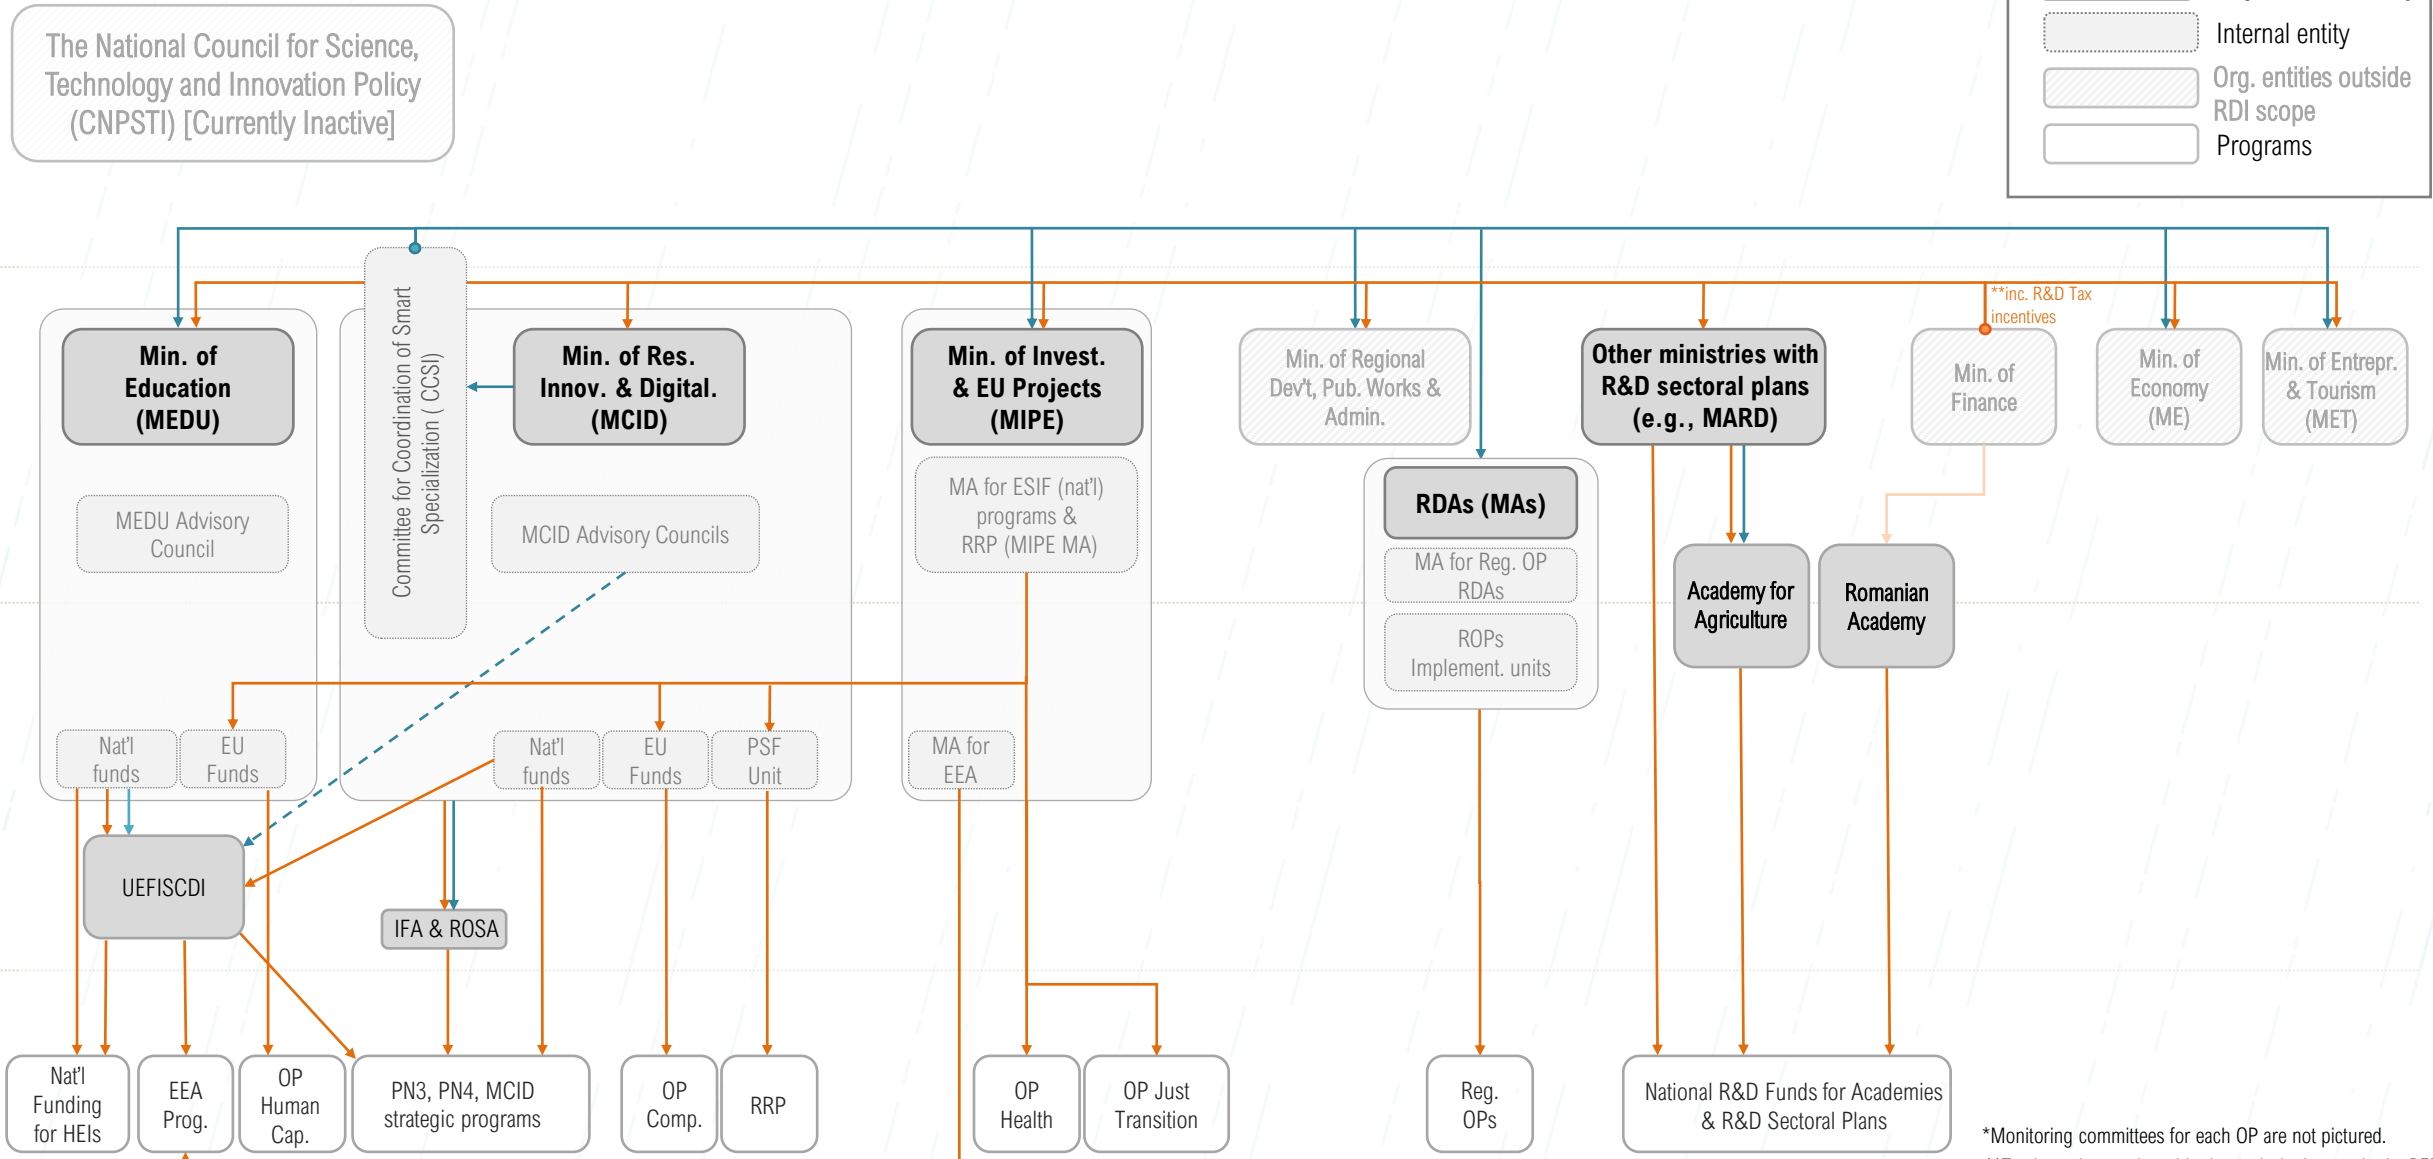 The National Council for Science,
Technology and Innovation Policy
(CNPSTI) [Currently Inactive]
Internal entity
Org. entities outside
RDI scope
Programs
**inc. R&D Tax
incentives
Committee for Coordination of Smart
Specialization ( CCSI)
Min. of
Education
(MEDU)
Min. of Res.
Innov. & Digital.
(MCID)
Min. of Invest.
& EU Projects
(MIPE)
Min. of Regional
Dev't, Pub. Works &
Admin.
Other ministries with
R&D sectoral plans
(e.g., MARD)
Min. of
Finance
Min. of
Economy
(ME)
Min. of Entrepr.
& Tourism
(MET)
MEDU Advisory
Council
MCID Advisory Councils
MA for ESIF (nat'l)
programs &
RRP (MIPE MA)
RDAs (MAs)
MA for Reg. OP
RDAs
ROPs
Implement. units
Academy for
Agriculture
Romanian
Academy
Nat'l
funds
EU
Funds
Nat'l
funds
EU
Funds
PSF
Unit
MA for
EEA
UEFISCDI
IFA & ROSA
Nat'l
Funding
for HEIs
EEA
Prog.
OP
Human
Cap.
PN3, PN4, MCID
strategic programs
OP
Comp.
RRP
OP
Health
OP Just
Transition
Reg.
OPs
National R&D Funds for Academies
& R&D Sectoral Plans
*Monitoring committees for each OP are not pictured.